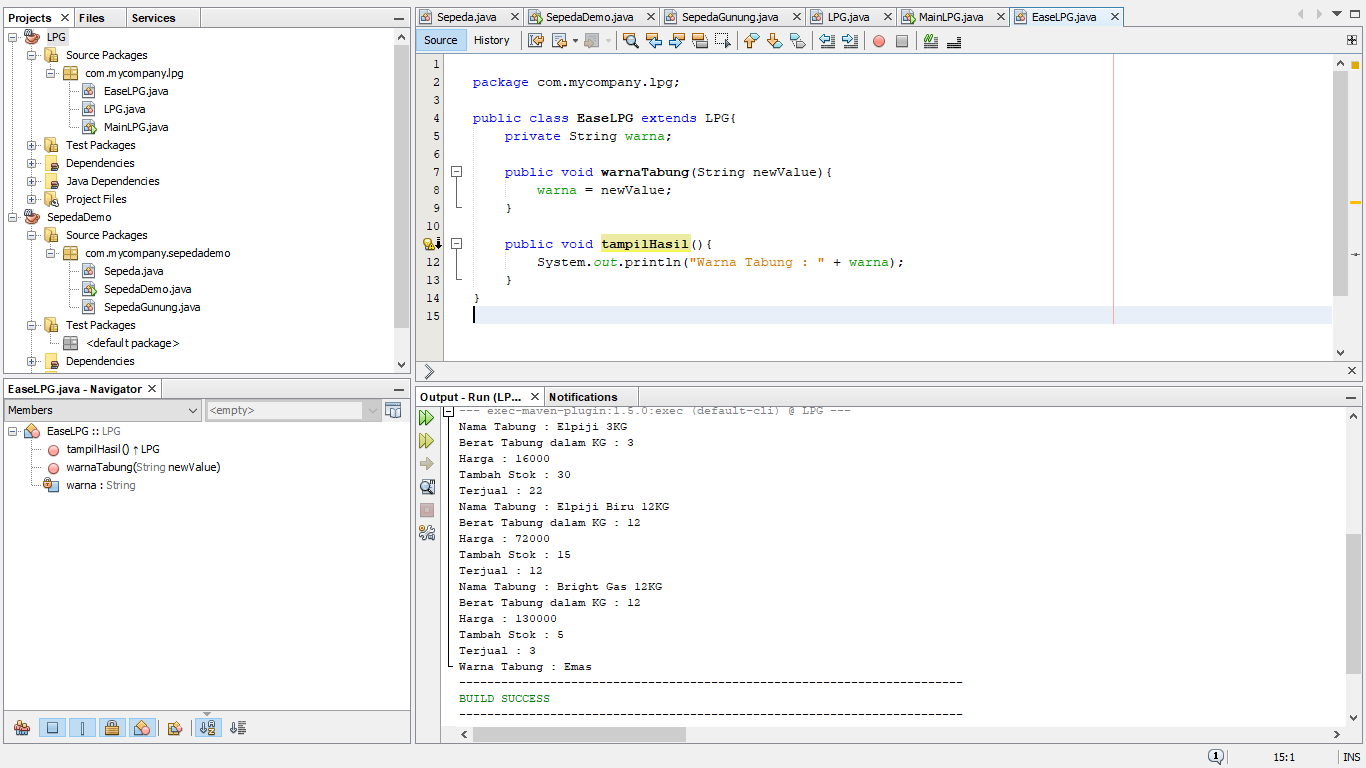 Projects Files Services
LPG
Source Packages
com.mycompany.lpg
EaseLPG.java
LPG.java
MainLPG.java
Test Packages
Dependencies
Java Dependencies
Project Files
SepedaDemo
Source Packages
com.mycompany.sepedademo
Sepeda.java
SepedaDemo.java
SepedaGunung.java
Test Packages
<default package>
Dependencies
EaseLPG.java - Navigator
Members <empty>
EaseLPG :: LPG
tampilHasil() ↑ LPG
warnaTabung(String newValue)
warna : String
Sepeda.java SepedaDemo.java SepedaGunung.java LPG.java MainLPG.java EaseLPG.java
Source History
1
2 package com.mycompany.lpg;
3
4 public class EaseLPG extends LPG{
5 private String warna;
6
7 public void warnaTabung(String newValue){
8 warna = newValue;
9 }
10
public void tampilHasil(){
12 System.out.println("Warna Tabung : " + warna);
13 }
14 }
15
Output - Run (LP... Notifications
--- exec-maven-plugin:1.5.0:exec (default-cli) @ LPG ---
Nama Tabung : Elpiji 3KG
Berat Tabung dalam KG : 3
Harga : 16000
Tambah Stok : 30
Terjual : 22
Nama Tabung : Elpiji Biru 12KG
Berat Tabung dalam KG : 12
Harga : 72000
Tambah Stok : 15
Terjual : 12
Nama Tabung : Bright Gas 12KG
Berat Tabung dalam KG : 12
Harga : 130000
Tambah Stok : 5
Terjual : 3
Warna Tabung : Emas
------------------------------------------------------------------------
BUILD SUCCESS
------------------------------------------------------------------------
1 15:1 INS